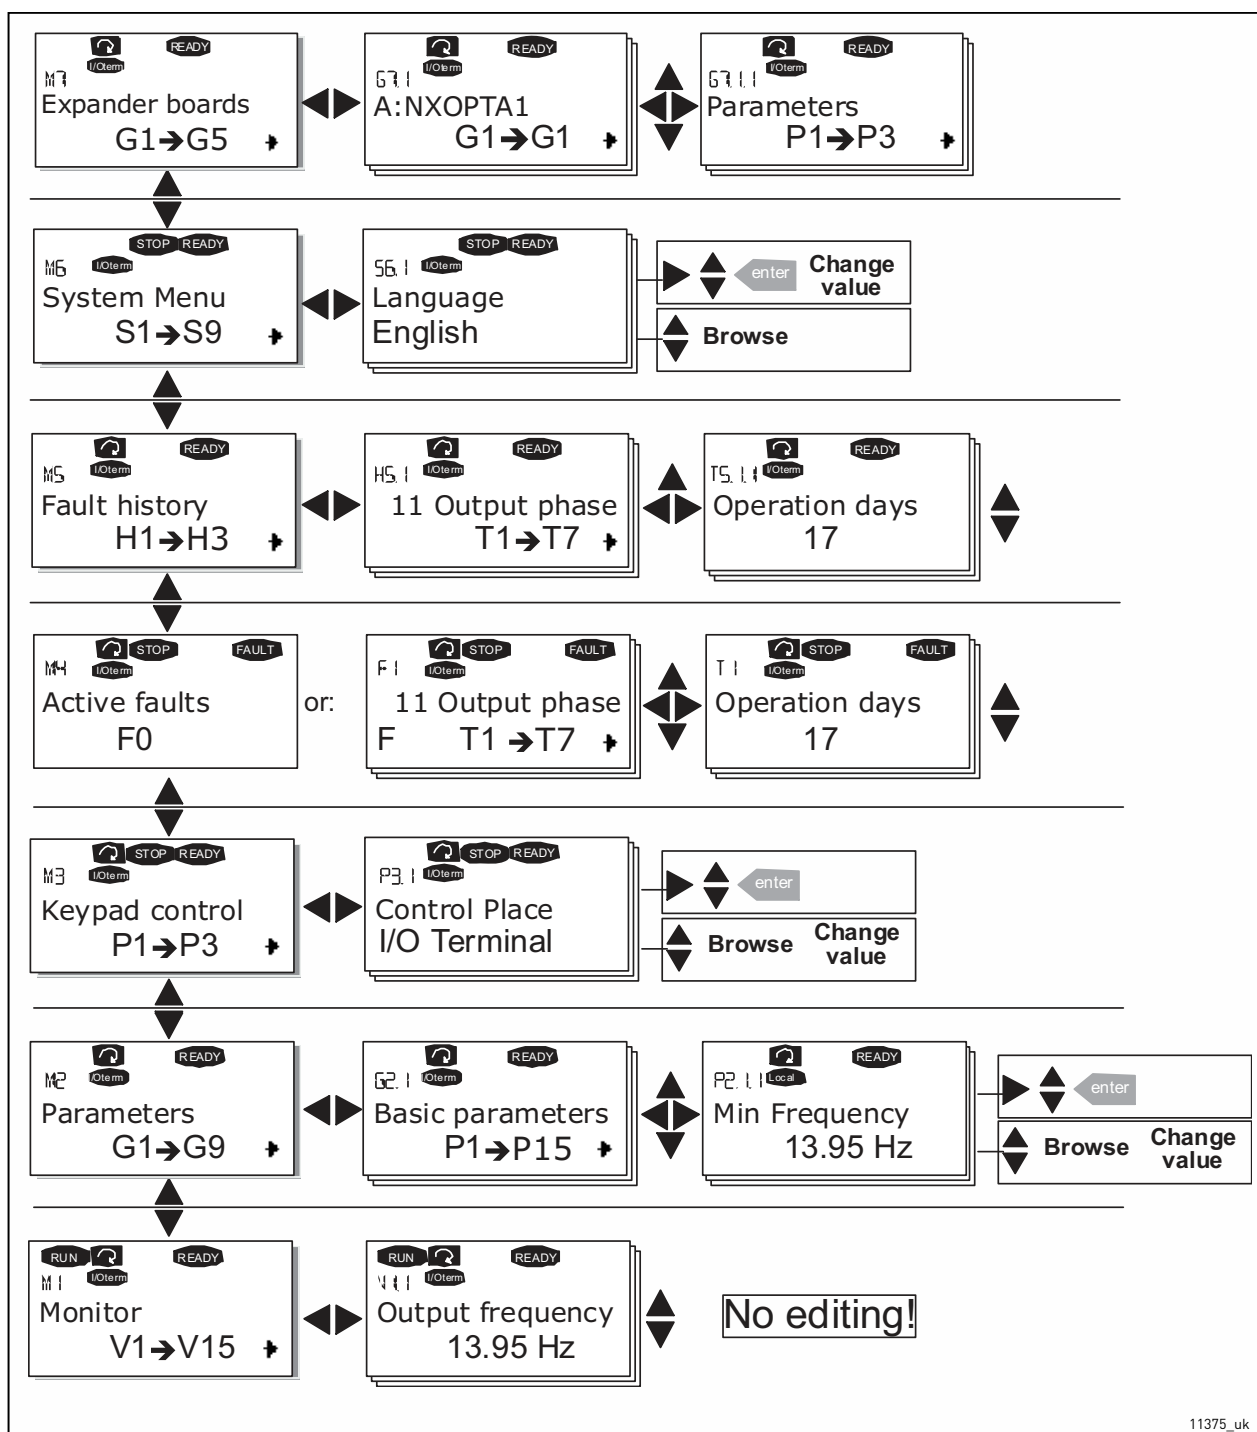 READY
I/Oterm
M7
Expander boards
G1➔G5
READY
I/Oterm
G7.1
A:NXOPTA1
G1➔G1
READY
I/Oterm
G7.1.1
Parameters
P1➔P3
STOP READY
M6 I/Oterm
System Menu
S1➔S9
STOP READY
S6.1 I/Oterm
Language
English
enter Change value
Browse
READY
M5 I/Oterm
Fault history
H1➔H3
READY
H5.1 I/Oterm
11 Output phase
T1➔T7
READY
T5.1.1 I/Oterm
Operation days
17
STOP FAULT
M4 I/Oterm
Active faults
F0
or:
STOP FAULT
F1 I/Oterm
11 Output phase
F T1➔T7
STOP FAULT
T1 I/Oterm
Operation days
17
STOP READY
M3 I/Oterm
Keypad control
P1➔P3
STOP READY
P3.1 I/Oterm
Control Place
I/O Terminal
enter
Browse Change value
READY
M2 I/Oterm
Parameters
G1➔G9
READY
G2.1 I/Oterm
Basic parameters
P1➔P15
READY
P2.1.1 Local
Min Frequency
13.95 Hz
enter
Browse Change value
RUN READY
M1 I/Oterm
Monitor
V1➔V15
RUN READY
V1.1 I/Oterm
Output frequency
13.95 Hz
No editing!
11375_uk